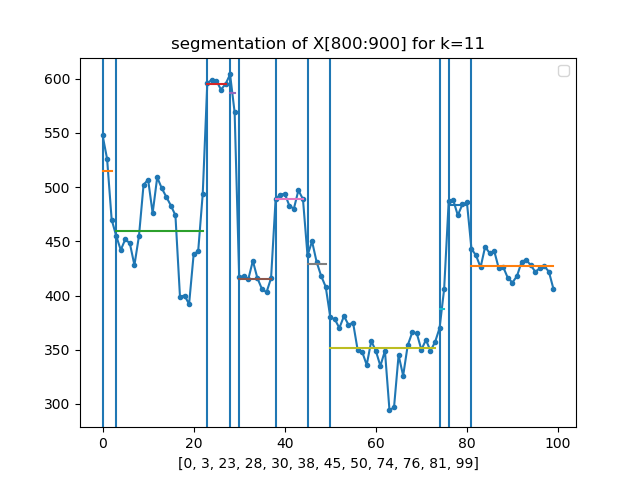 segmentation of X[800:900] for k=11
600
550
500
450
400
350
300
0 20 40 60 80 100
[0, 3, 23, 28, 30, 38, 45, 50, 74, 76, 81, 99]